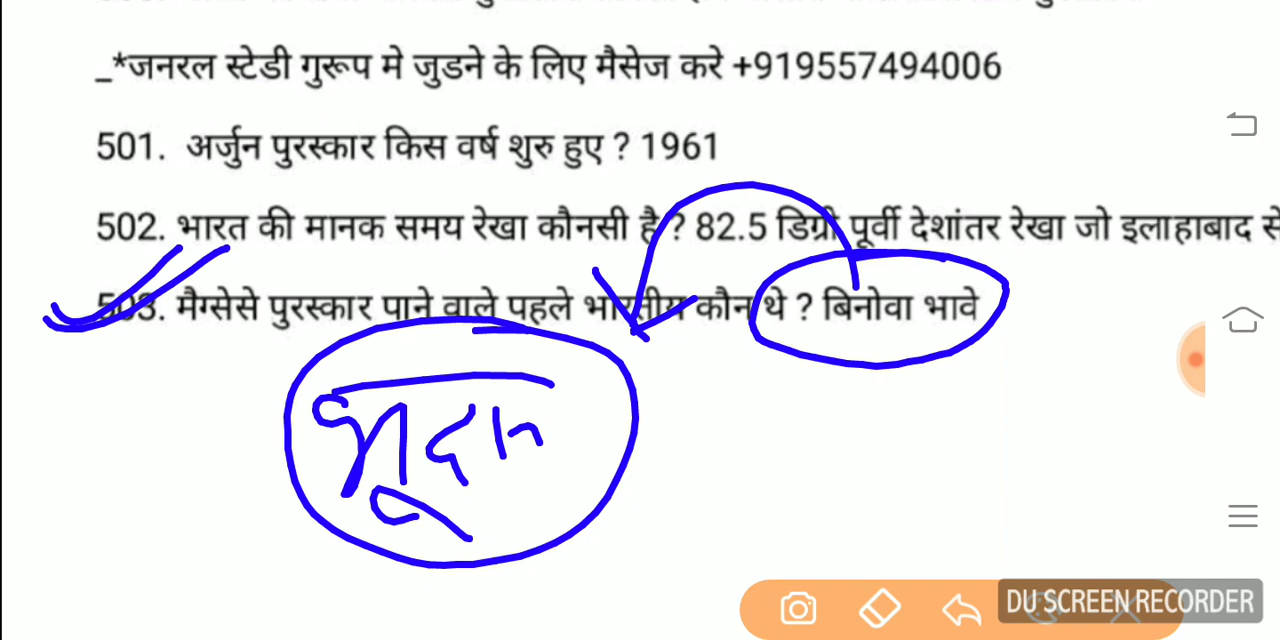 _*जनरल स्टेडी गुरूप मे जुडने के लिए मैसेज करे +919557494006
501. अर्जुन पुरस्कार किस वर्ष शुरु हुए ? 1961
502. भारत की मानक समय रेखा कौनसी है ? 82.5 डिग्री पूर्वी देशांतर रेखा जो इलाहाबाद से
503. मैग्सेसे पुरस्कार पाने वाले पहले भारतीय कौन थे ? बिनोवा भावे
भूदान
DU SCREEN RECORDER